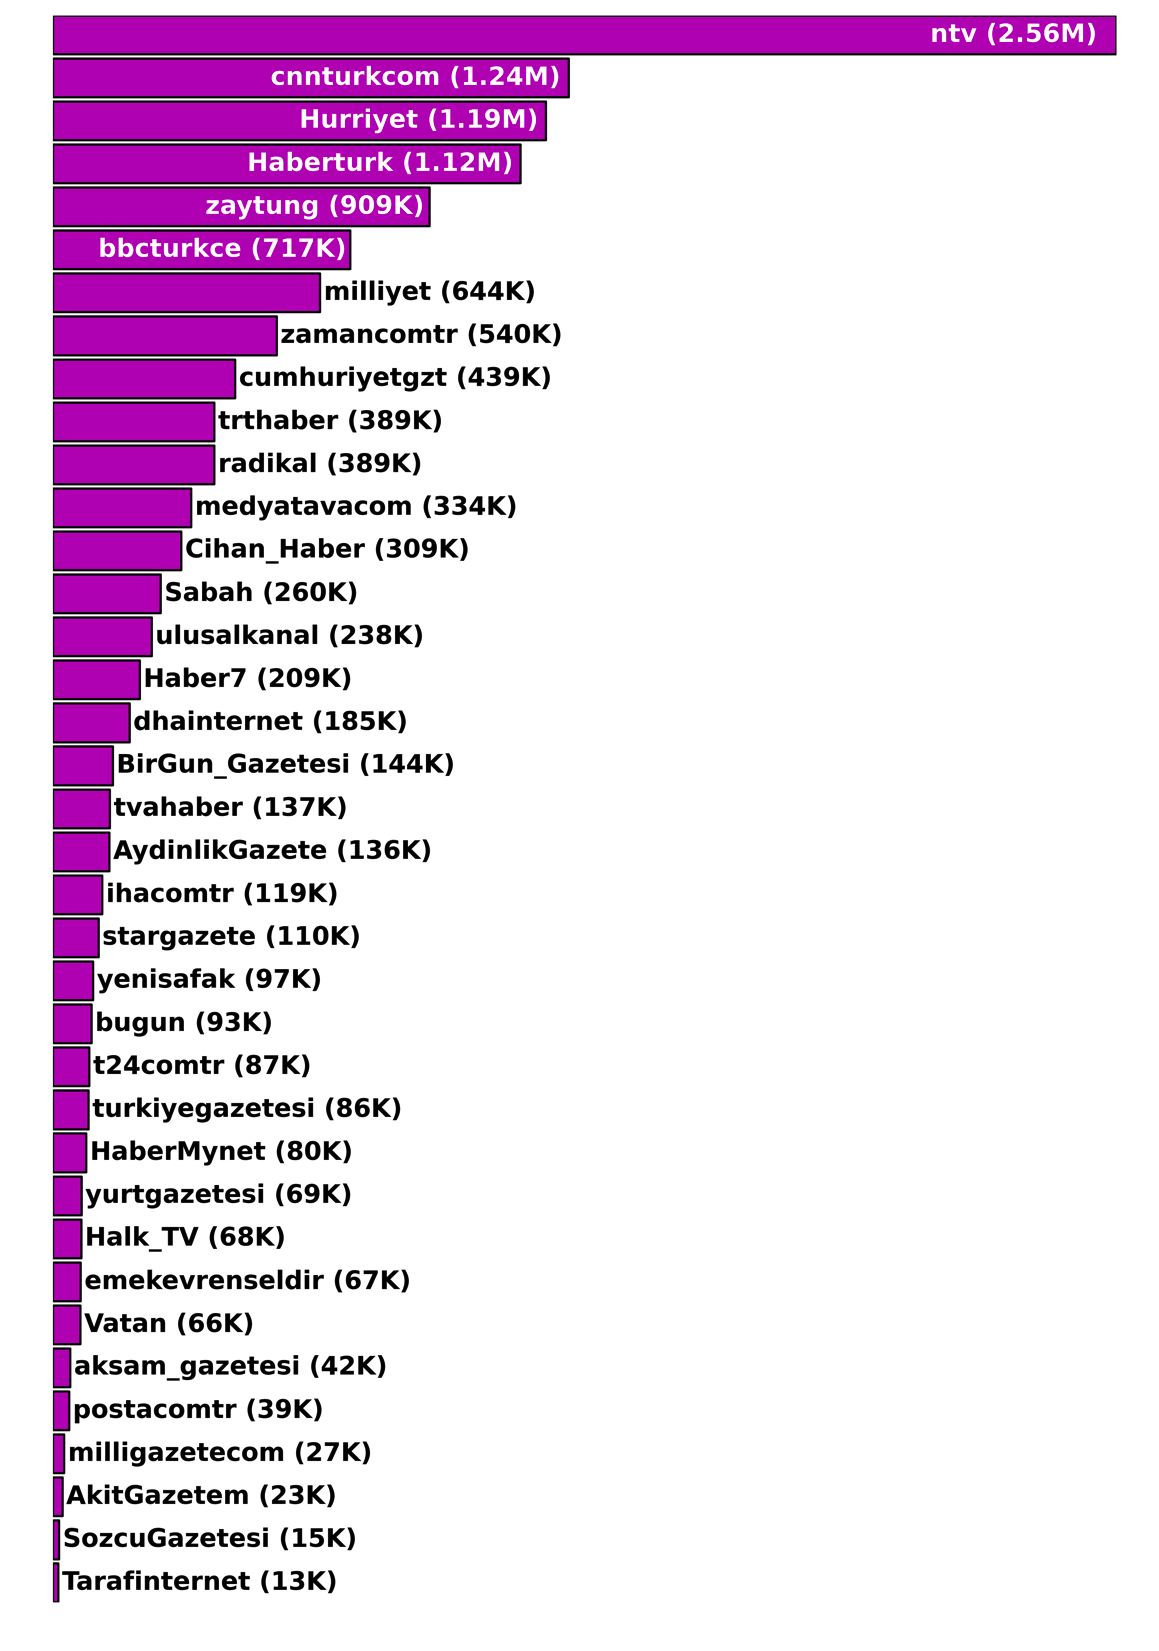 ntv (2.56M)
cnnturkcom (1.24M)
Hurriyet (1.19M)
Haberturk (1.12M)
zaytung (909K)
bbcturkce (717K)
milliyet (644K)
zamancomtr (540K)
cumhuriyetgzt (439K)
trthaber (389K)
radikal (389K)
medyatavacom (334K)
Cihan_Haber (309K)
Sabah (260K)
ulusalkanal (238K)
Haber7 (209K)
dhainternet (185K)
BirGun_Gazetesi (144K)
tvahaber (137K)
AydinlikGazete (136K)
ihacomtr (119K)
stargazete (110K)
yenisafak (97K)
bugun (93K)
t24comtr (87K)
turkiyegazetesi (86K)
HaberMynet (80K)
yurtgazetesi (69K)
Halk_TV (68K)
emekevrenseldir (67K)
Vatan (66K)
aksam_gazetesi (42K)
postacomtr (39K)
milligazetecom (27K)
AkitGazetem (23K)
SozcuGazetesi (15K)
Tarafinternet (13K)